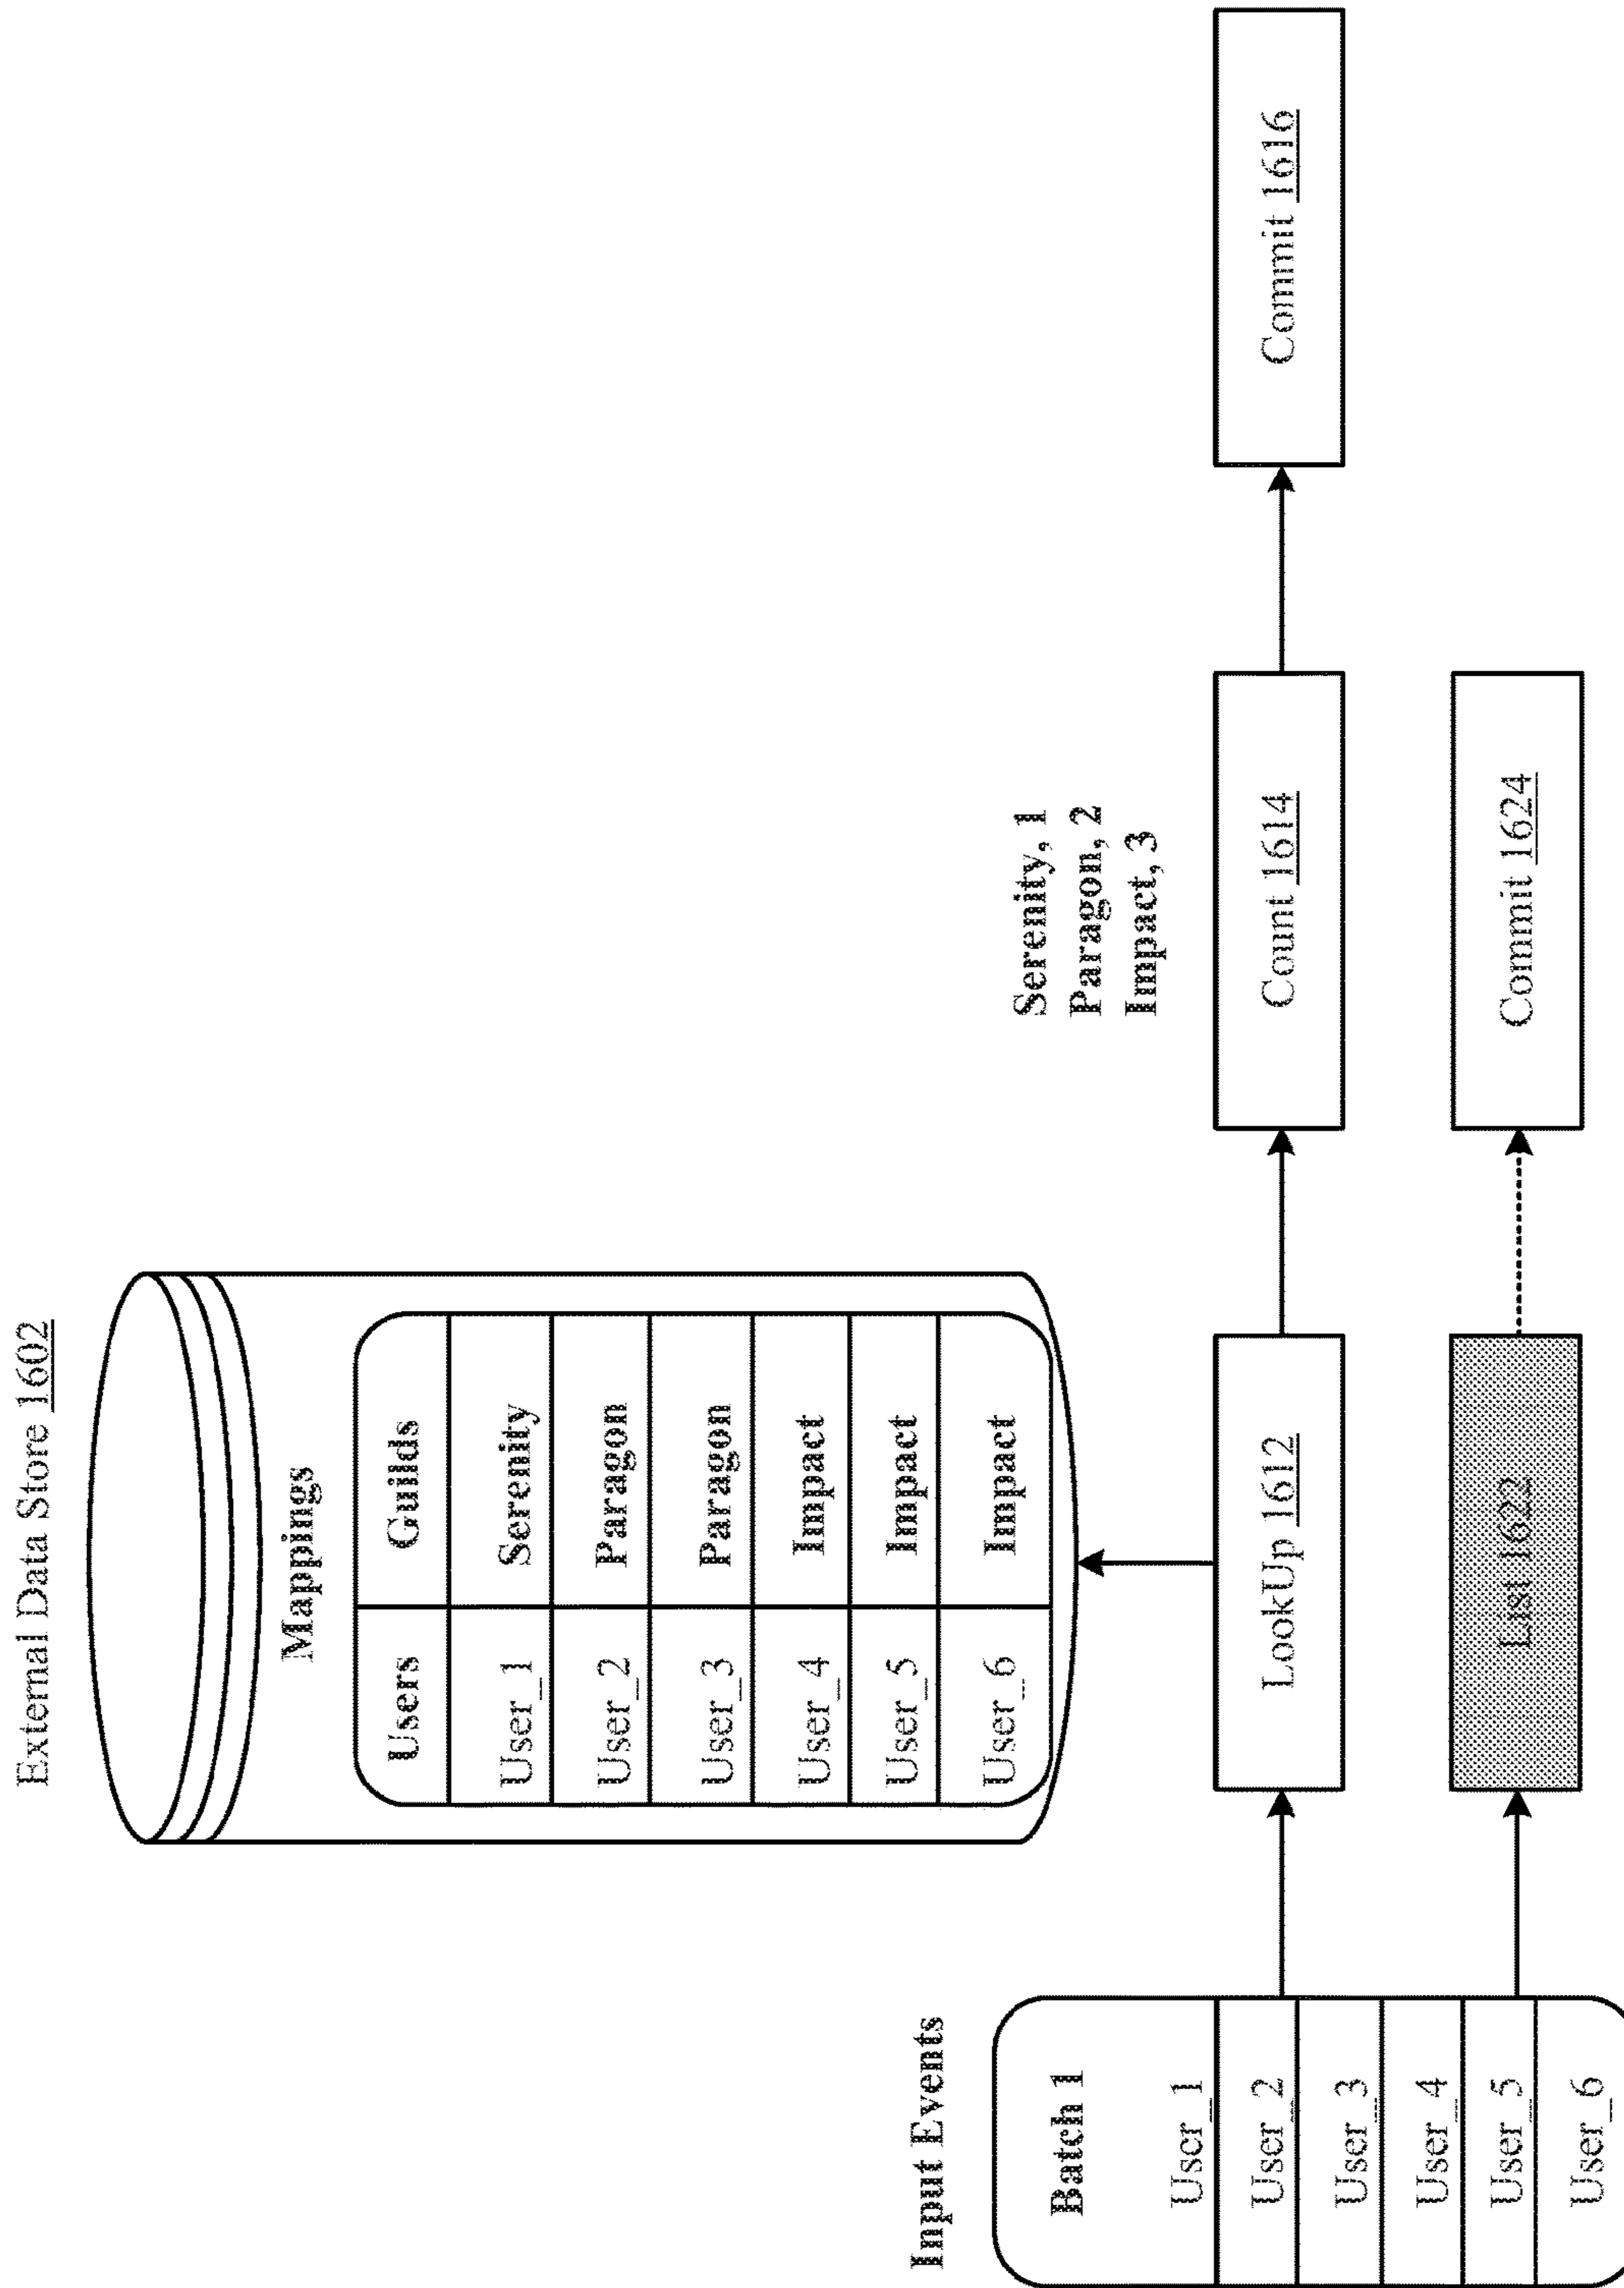 External Data Store 1602
Mappings
Users Guilds
User_1 Serenity
User_2 Paragon
User_3 Paragon
User_4 Impact
User_5 Impact
User_6 Impact
Input Events
Batch 1
User_1
User_2
User_3
User_4
User_5
User_6
LookUp 1612
Serenity, 1
Paragon, 2
Impact, 3
Count 1614
Commit 1616
List 1622
Commit 1624